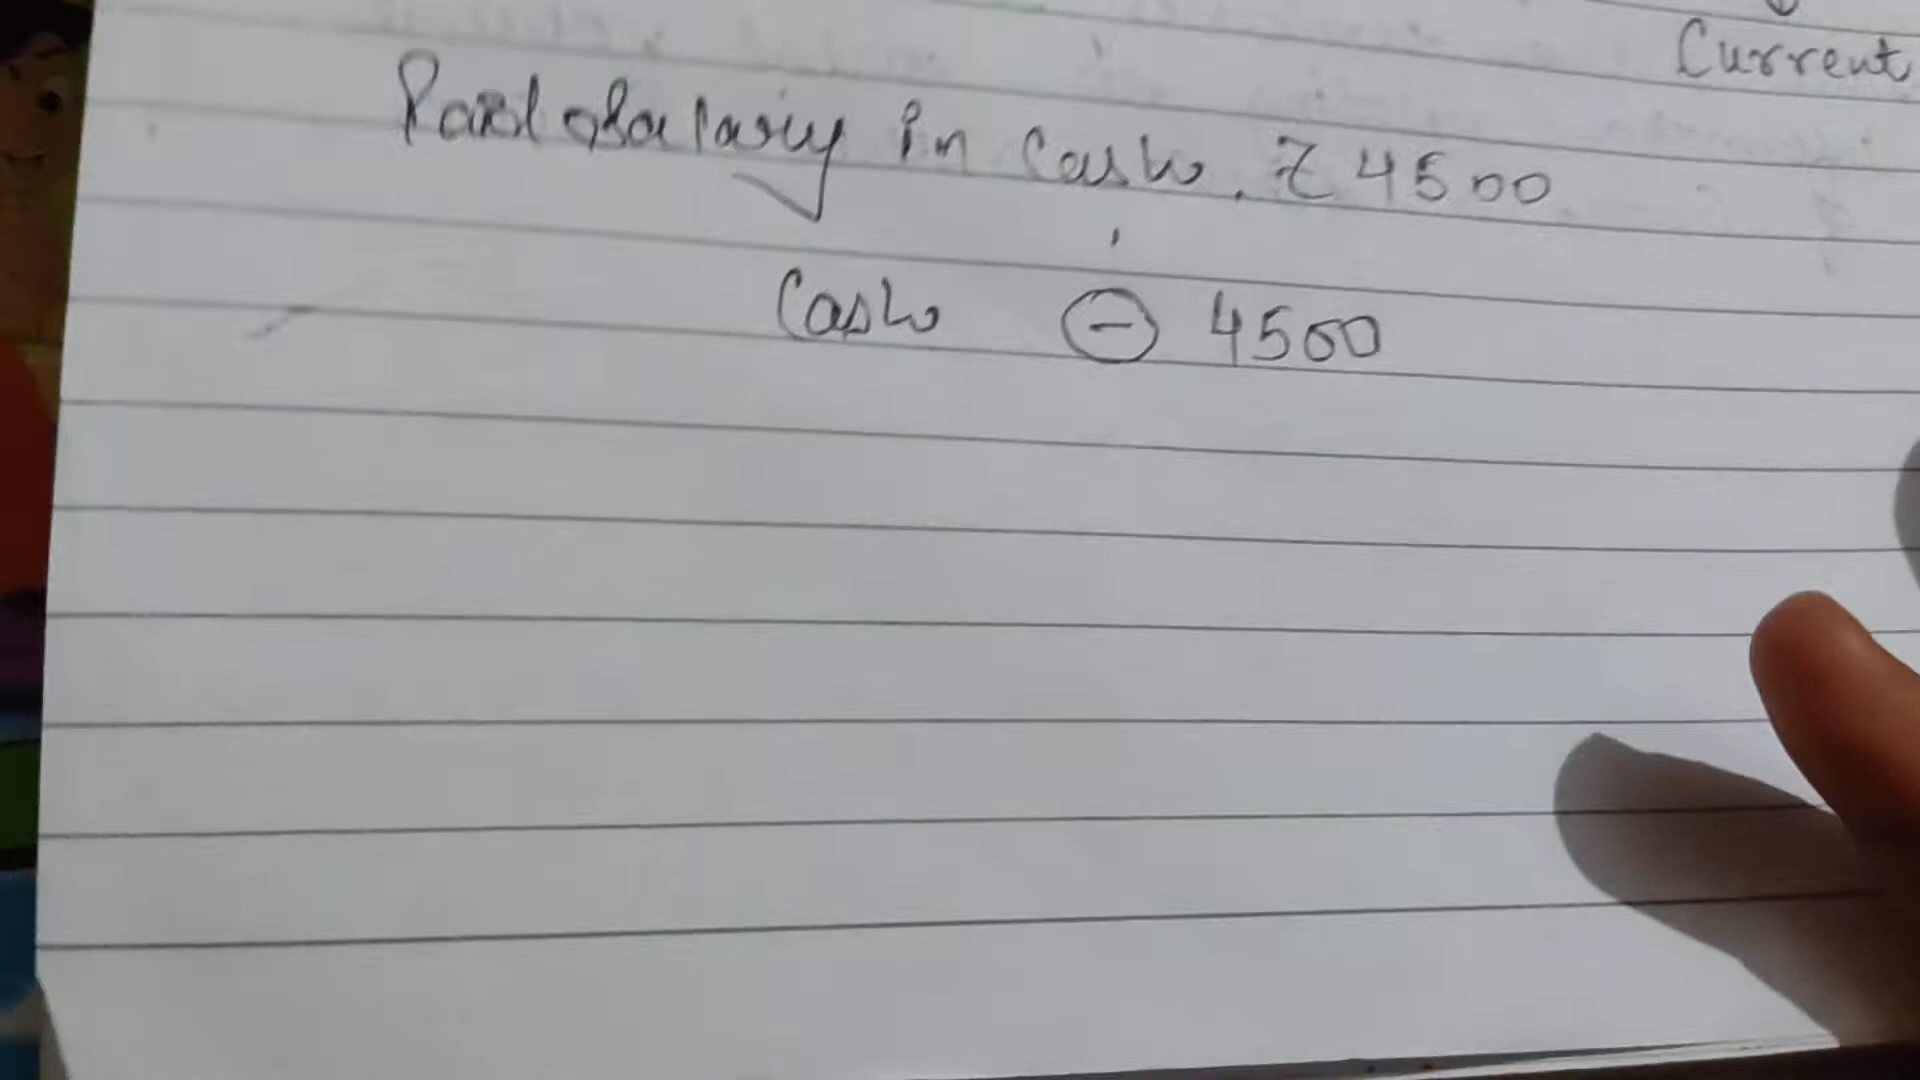 Current
Paid salary in cash. ₹ 4500
Cash ⊖ 4500